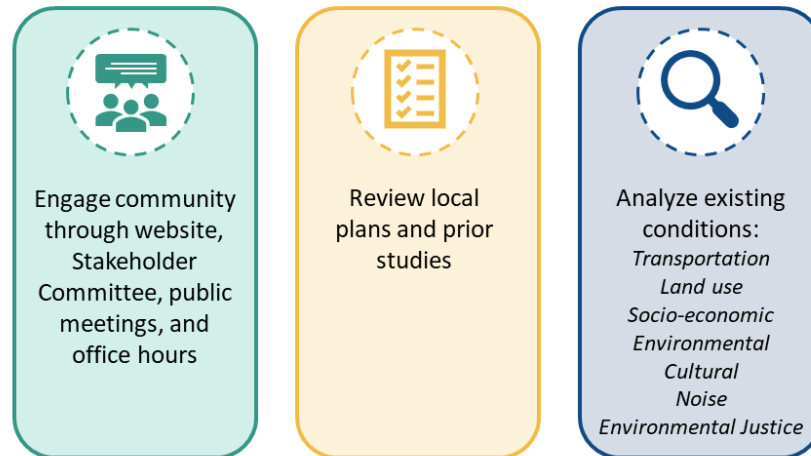 Engage community
through website,
Stakeholder
Committee, public
meetings, and
office hours
Review local
plans and prior
studies
Analyze existing
conditions:
Transportation
Land use
Socio-economic
Environmental
Cultural
Noise
Environmental Justice